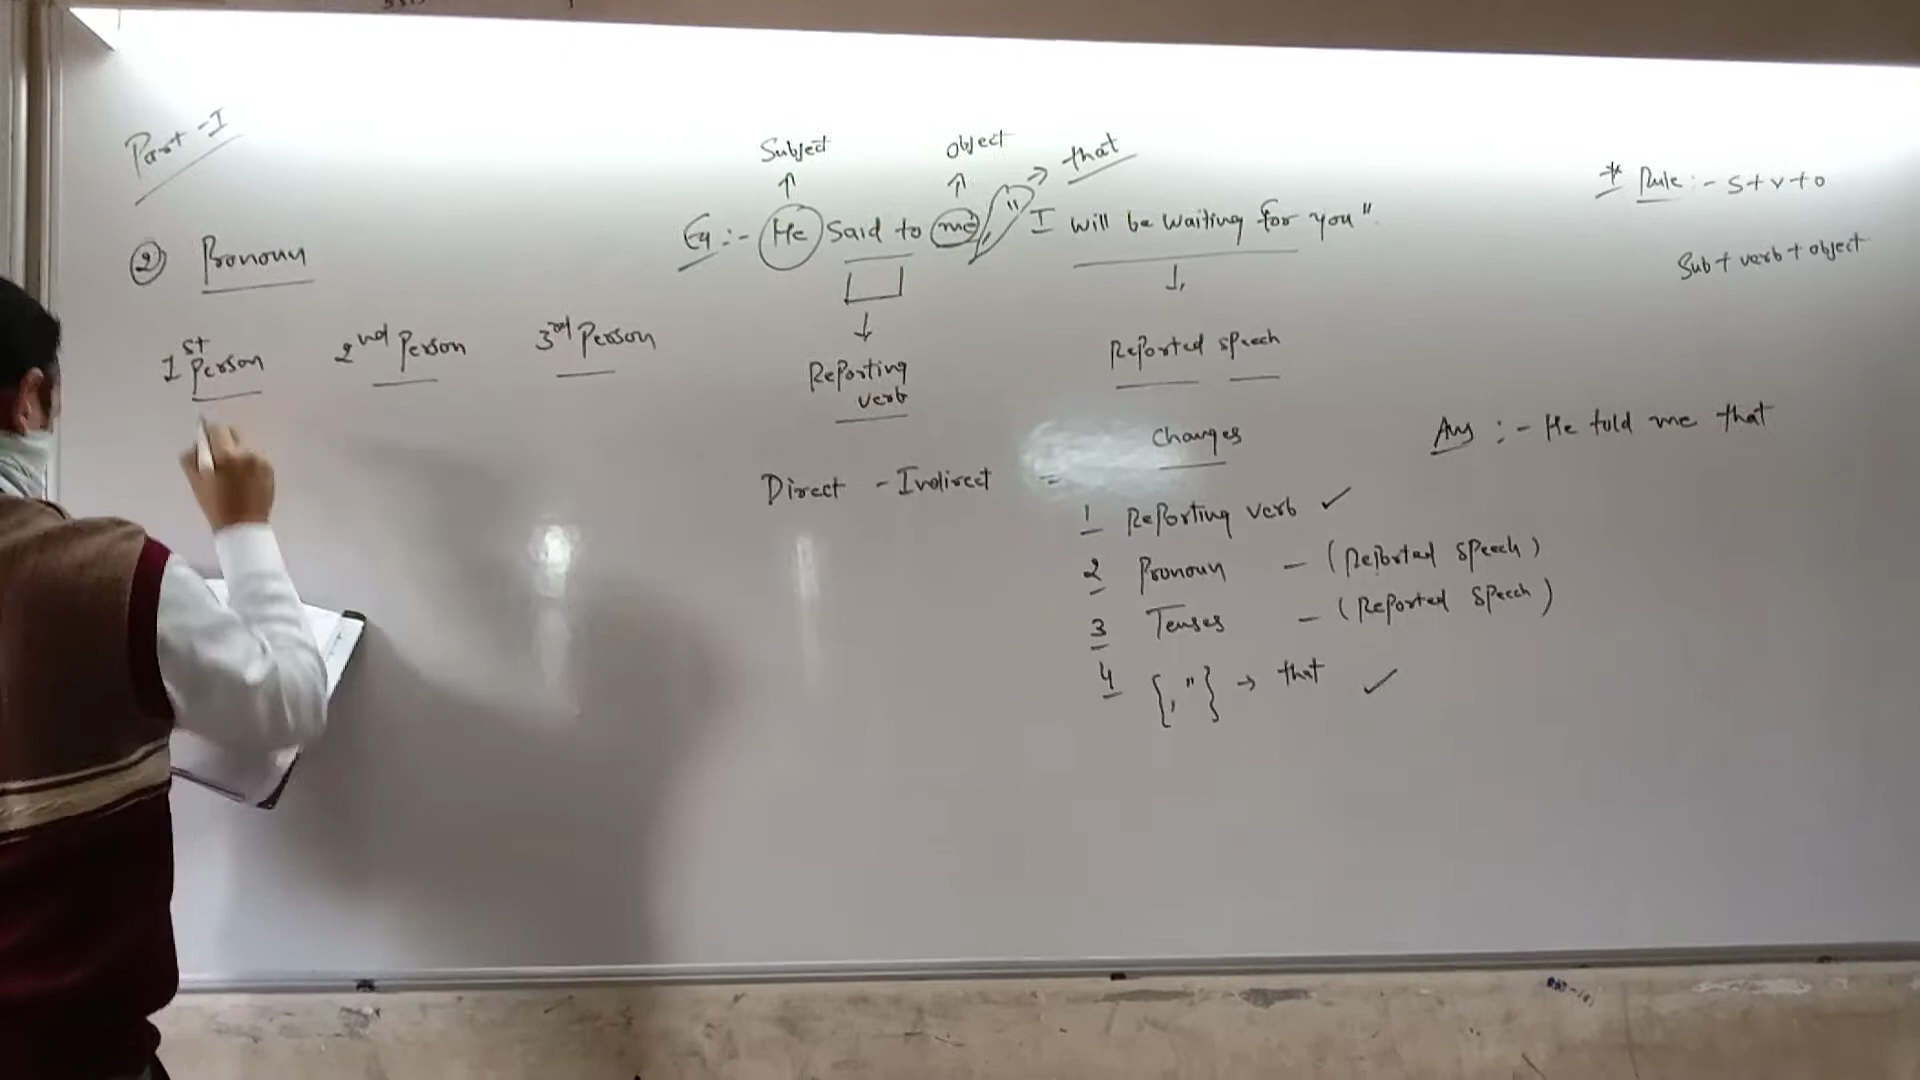 Part-I
② Pronoun
1st Person 2nd Person 3rd Person
Subject Object that
Eg :- He Said to me, " I will be waiting for you".
Reporting verb
Reported speech
Direct - Indirect =
Changes
1 Reporting verb ✓
2 Pronoun - (Reported speech)
3 Tenses - (Reported speech)
4 {, "} → that ✓
* Rule :- S+V+O
Sub + verb + object
Ans :- He told me that